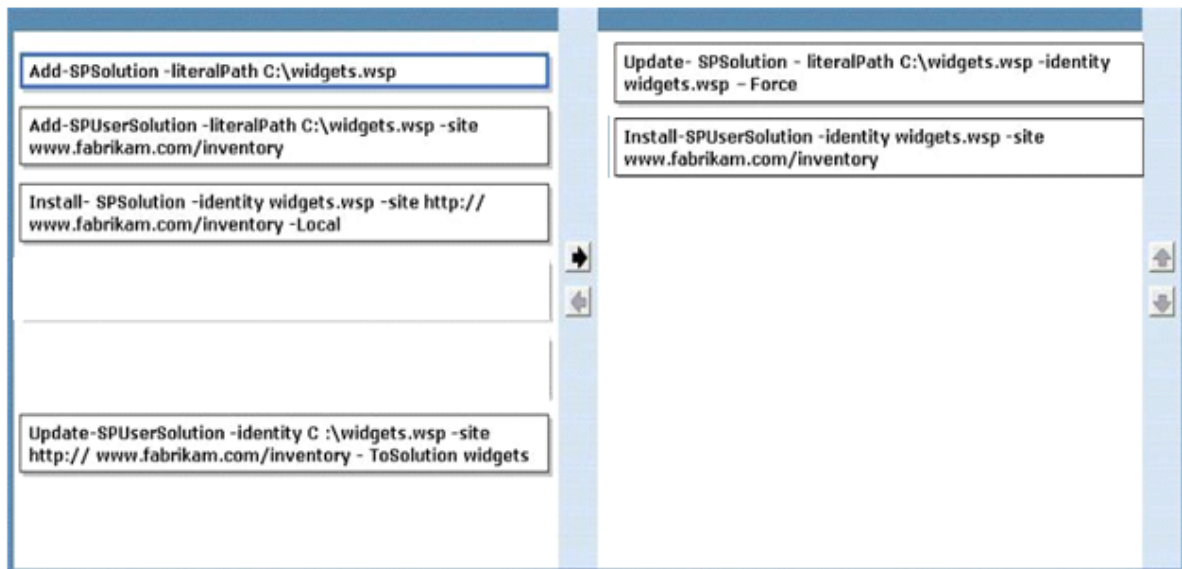 Add-SPSolution -literalPath C:\widgets.wsp
Add-SPUserSolution -literalPath C:\widgets.wsp -site
www.fabrikam.com/inventory
Install- SPSolution -identity widgets.wsp -site http://
www.fabrikam.com/inventory -Local
Update-SPUserSolution -identity C :\widgets.wsp -site
http:// www.fabrikam.com/inventory - ToSolution widgets
Update- SPSolution - literalPath C:\widgets.wsp -identity
widgets.wsp – Force
Install-SPUserSolution -identity widgets.wsp -site
www.fabrikam.com/inventory